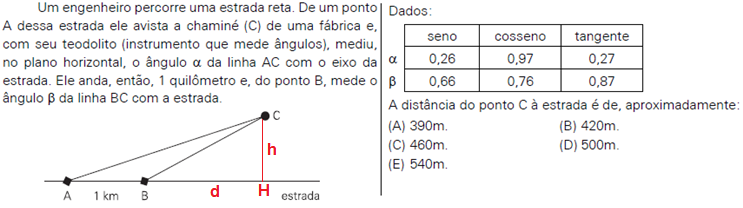 Um engenheiro percorre uma estrada reta. De um ponto
A dessa estrada ele avista a chaminé (C) de uma fábrica e,
com seu teodolito (instrumento que mede ângulos), mediu,
no plano horizontal, o ângulo α da linha AC com o eixo da
estrada. Ele anda, então, 1 quilômetro e, do ponto B, mede o
ângulo β da linha BC com a estrada.
C
h
A 1 km B d H estrada
Dados:
seno cosseno tangente
α 0,26 0,97 0,27
β 0,66 0,76 0,87
A distância do ponto C à estrada é de, aproximadamente:
(A) 390m. (B) 420m.
(C) 460m. (D) 500m.
(E) 540m.